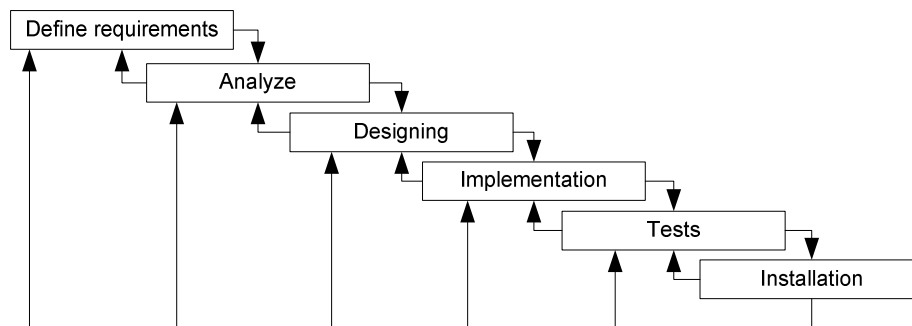 Define requirements
Analyze
Designing
Implementation
Tests
Installation